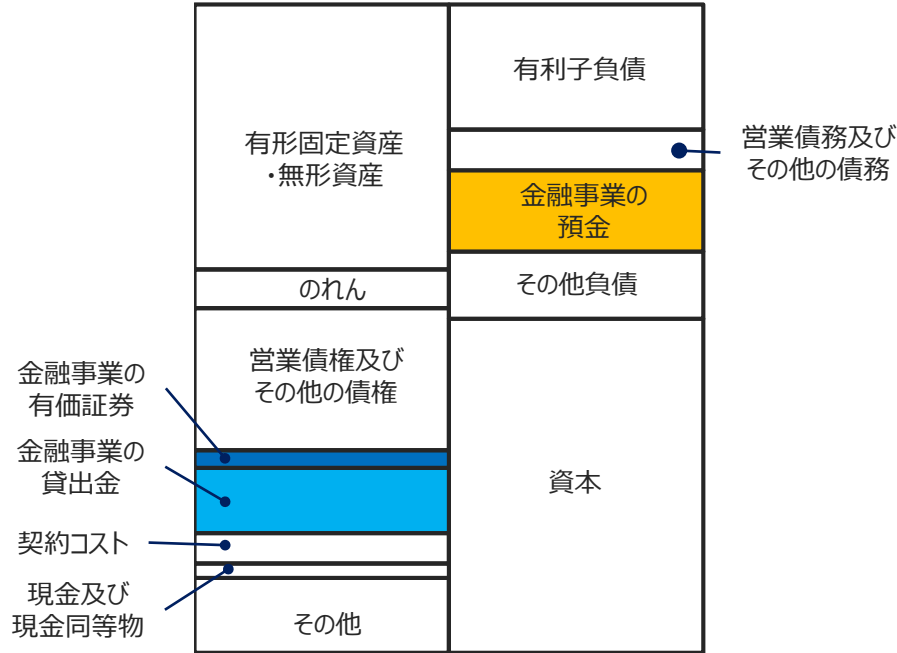 有形固定資産
・無形資産
のれん
営業債権及び
その他の債権
金融事業の
有価証券
金融事業の
貸出金
契約コスト
現金及び
現金同等物
その他
有利子負債
営業債務及び
その他の債務
金融事業の
預金
その他負債
資本